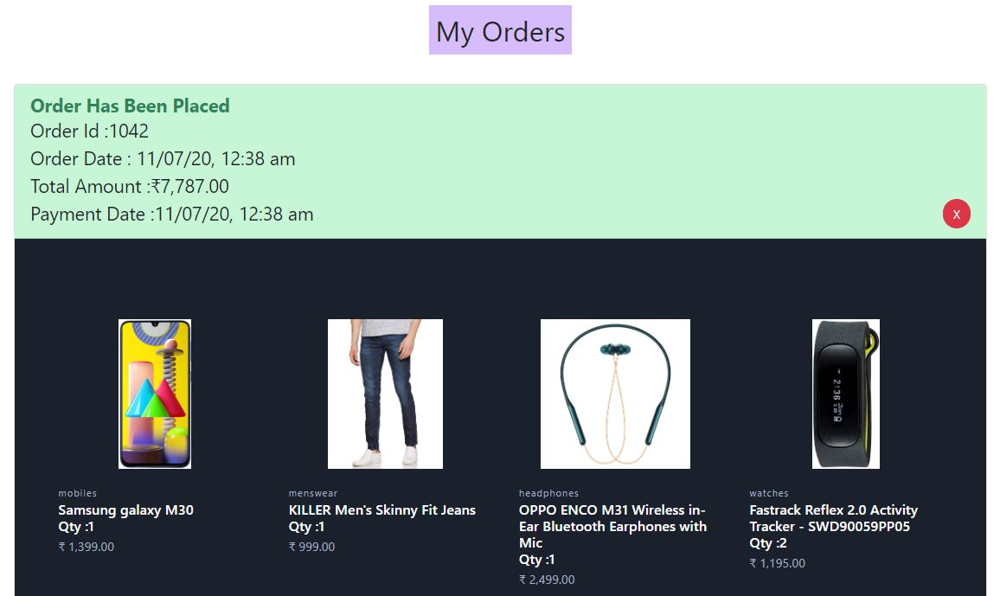 My Orders
Order Has Been Placed
Order Id :1042
Order Date : 11/07/20, 12:38 am
Total Amount :₹7,787.00
Payment Date :11/07/20, 12:38 am
X
2:36
mobiles
Samsung galaxy M30
Qty :1
₹ 1,399.00
menswear
KILLER Men's Skinny Fit Jeans
Qty :1
₹ 999.00
headphones
OPPO ENCO M31 Wireless in-
Ear Bluetooth Earphones with
Mic
Qty :1
₹ 2,499.00
watches
Fastrack Reflex 2.0 Activity
Tracker - SWD90059PP05
Qty :2
₹ 1,195.00